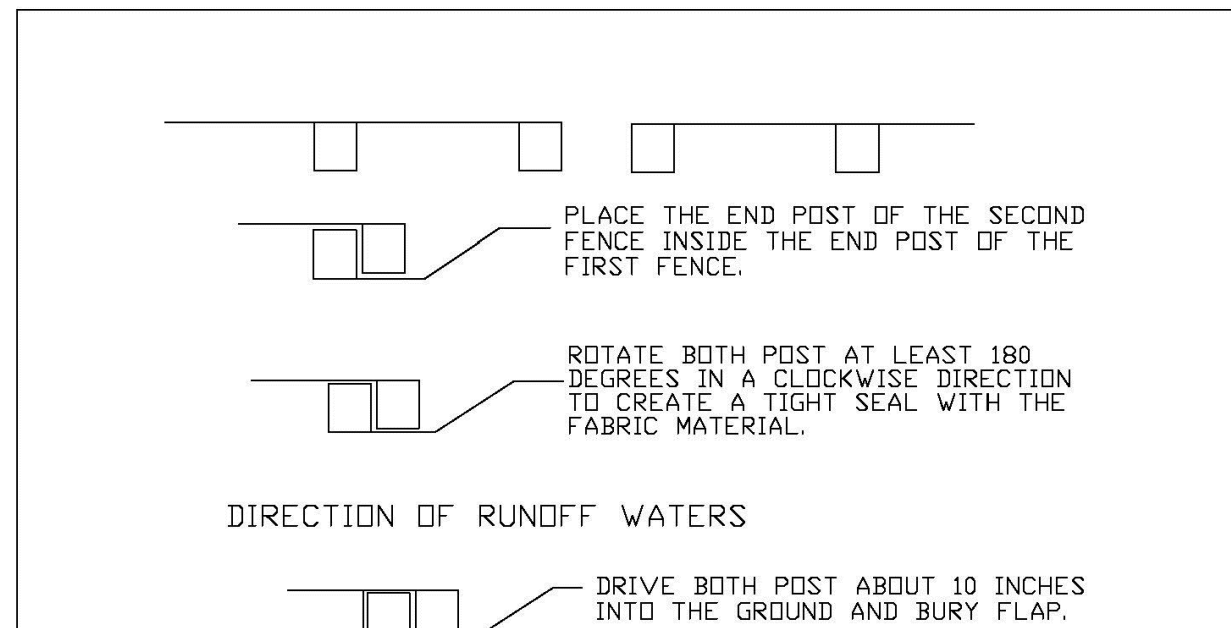 PLACE THE END POST OF THE SECOND
FENCE INSIDE THE END POST OF THE
FIRST FENCE.
ROTATE BOTH POST AT LEAST 180
DEGREES IN A CLOCKWISE DIRECTION
TO CREATE A TIGHT SEAL WITH THE
FABRIC MATERIAL.
DIRECTION OF RUNOFF WATERS
DRIVE BOTH POST ABOUT 10 INCHES
INTO THE GROUND AND BURY FLAP.